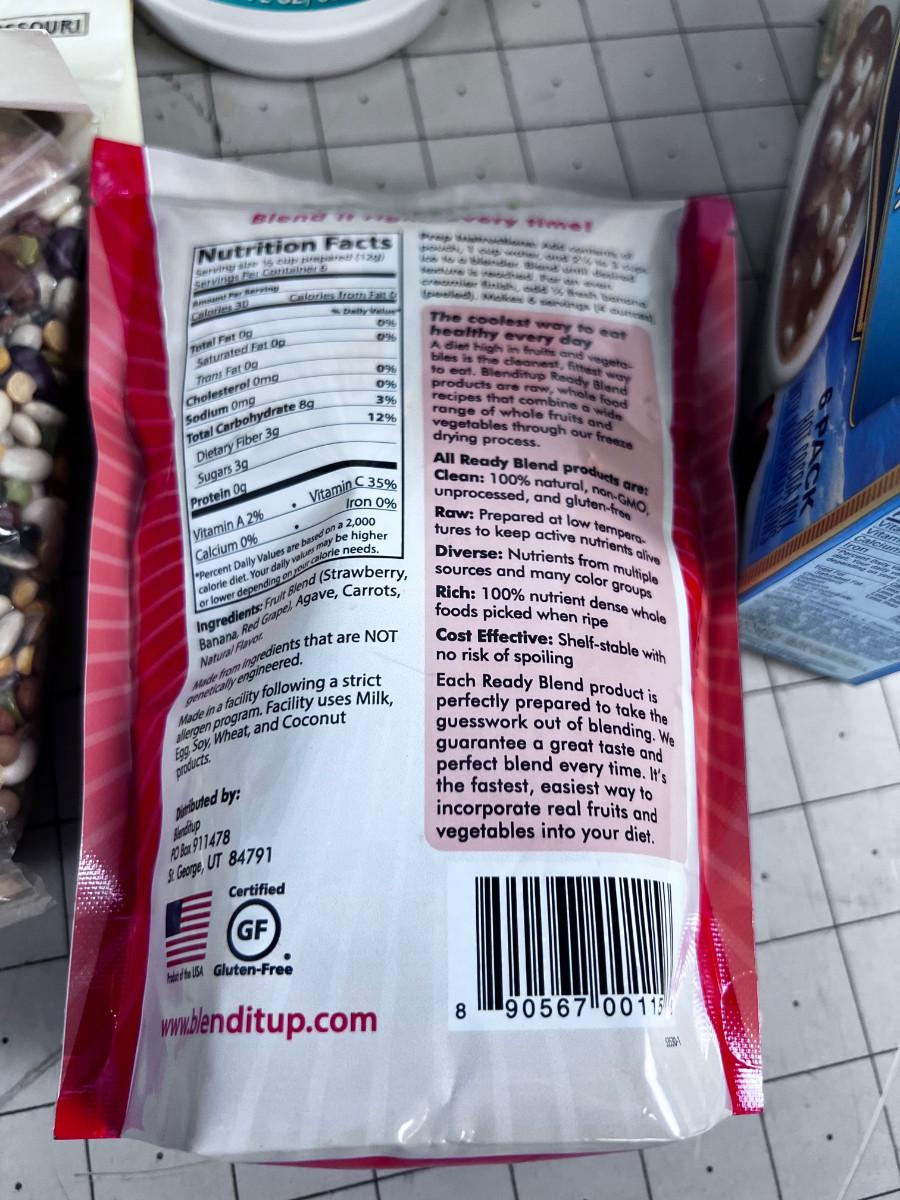 SSOURI
Blend it
every time!
Nutrition Facts
Serving size ½ cup prepared (12g)
Servings Per Container 6
Amount Per Serving
Calories 30 Calories from Fat 0
% Daily Value*
Total Fat 0g 0%
Saturated Fat 0g 0%
Trans Fat 0g
Cholesterol 0mg 0%
Sodium 0mg 0%
Total Carbohydrate 8g 3%
Dietary Fiber 3g 12%
Sugars 3g
Protein 0g
Vitamin A 2% • Vitamin C 35%
Calcium 0% • Iron 0%
*Percent Daily Values are based on a 2,000
calorie diet. Your daily values may be higher
or lower depending on your calorie needs.
Ingredients: Fruit Blend (Strawberry,
Banana, Red Grape), Agave, Carrots,
Natural Flavor.
Made from ingredients that are NOT
genetically engineered.
Made in a facility following a strict
allergen program. Facility uses Milk,
Egg, Soy, Wheat, and Coconut
products.
Distributed by:
Blenditup
PO Box 911478
St. George, UT 84791
Product of the USA
Certified
GF
Gluten-Free
www.blenditup.com
Prep Instructions: Add contents of
pouch, 1 cup water, and 2½ to 3 cups
ice to a blender. Blend until desired
texture is reached. For an even
creamier finish, add ½ fresh banana
(peeled). Makes 6 servings (4 ounces).
The coolest way to eat
healthy every day
A diet high in fruits and vegeta-
bles is the cleanest, fittest way
to eat. Blenditup Ready Blend
products are raw, whole food
recipes that combine a wide
range of whole fruits and
vegetables through our freeze
drying process.
All Ready Blend products are:
Clean: 100% natural, non-GMO,
unprocessed, and gluten-free
Raw: Prepared at low tempera-
tures to keep active nutrients alive
Diverse: Nutrients from multiple
sources and many color groups
Rich: 100% nutrient dense whole
foods picked when ripe
Cost Effective: Shelf-stable with
no risk of spoiling
Each Ready Blend product is
perfectly prepared to take the
guesswork out of blending. We
guarantee a great taste and
perfect blend every time. It's
the fastest, easiest way to
incorporate real fruits and
vegetables into your diet.
8 90567 00115
6 PACK